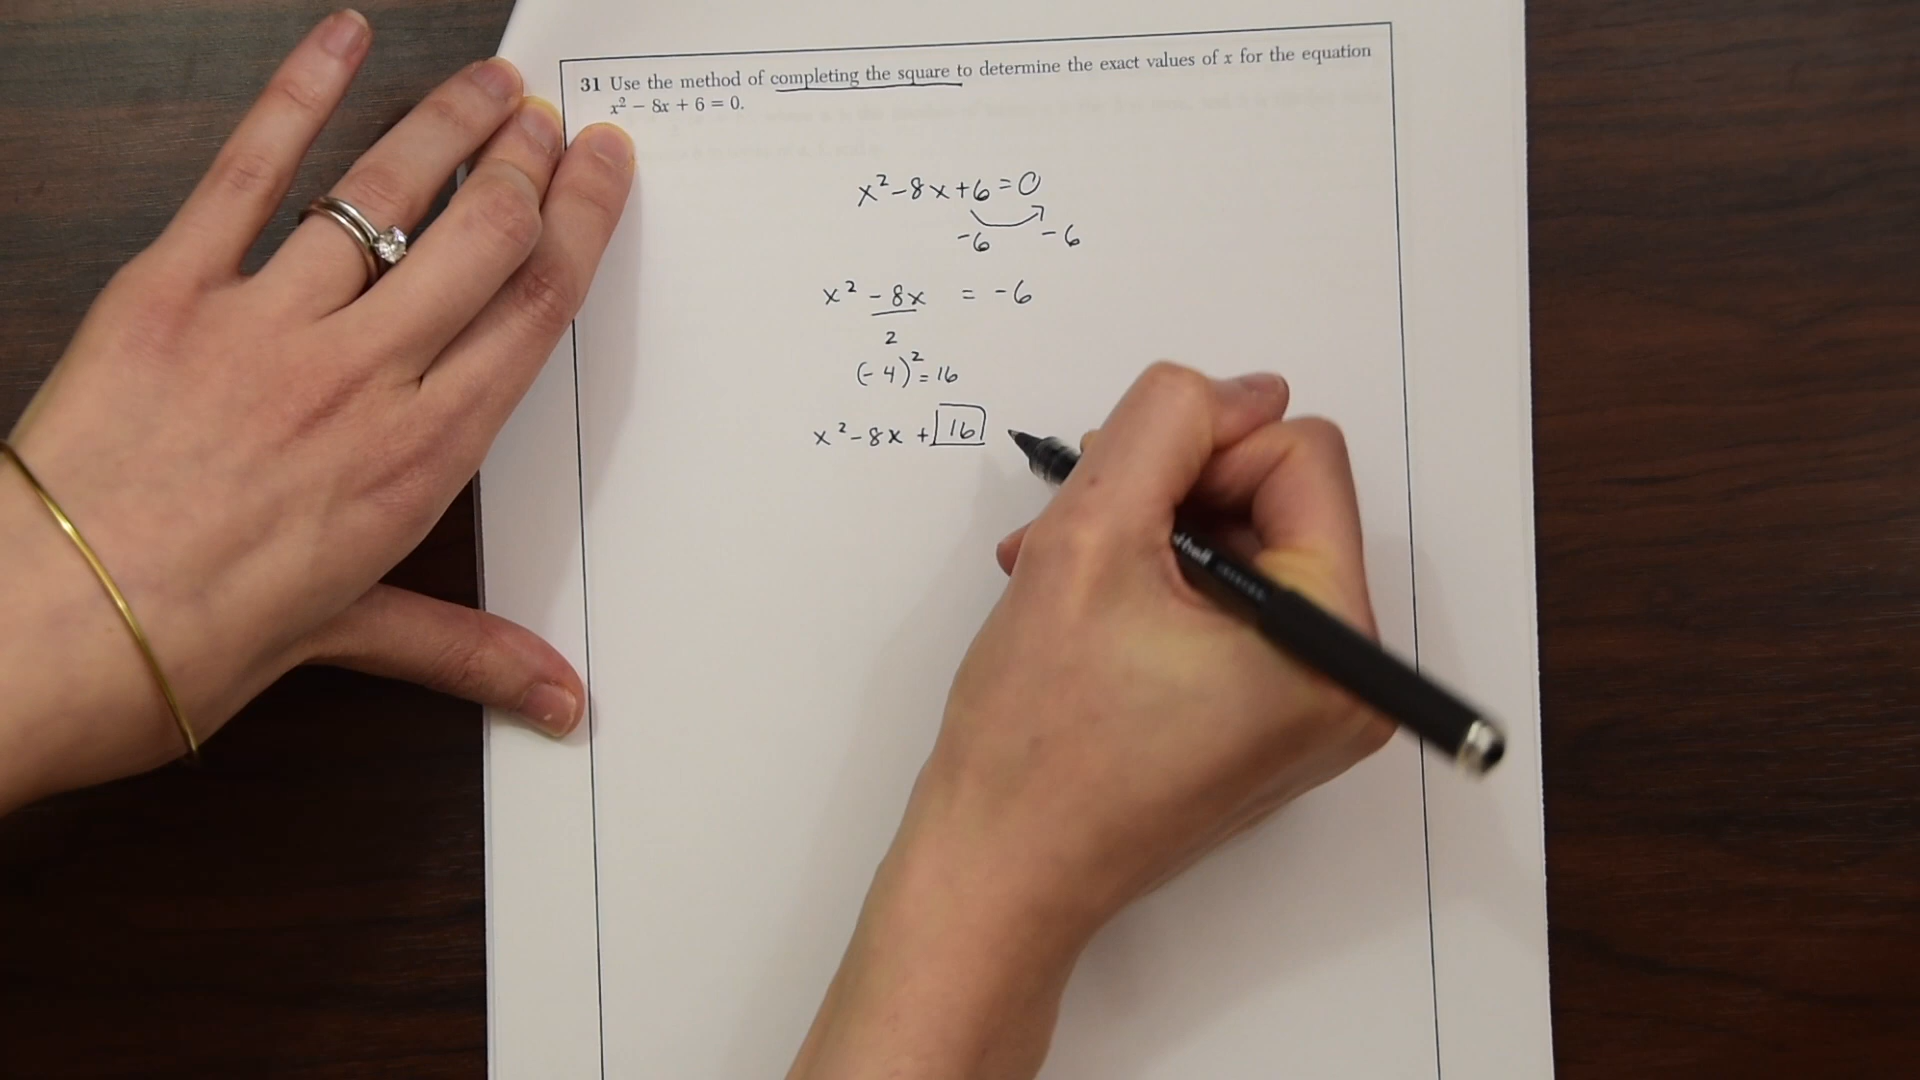 31 Use the method of completing the square to determine the exact values of x for the equation
x² − 8x + 6 = 0.
x² - 8x + 6 = 0
-6 -6
x² - 8x = -6
2
(-4)² = 16
x² - 8x + 16